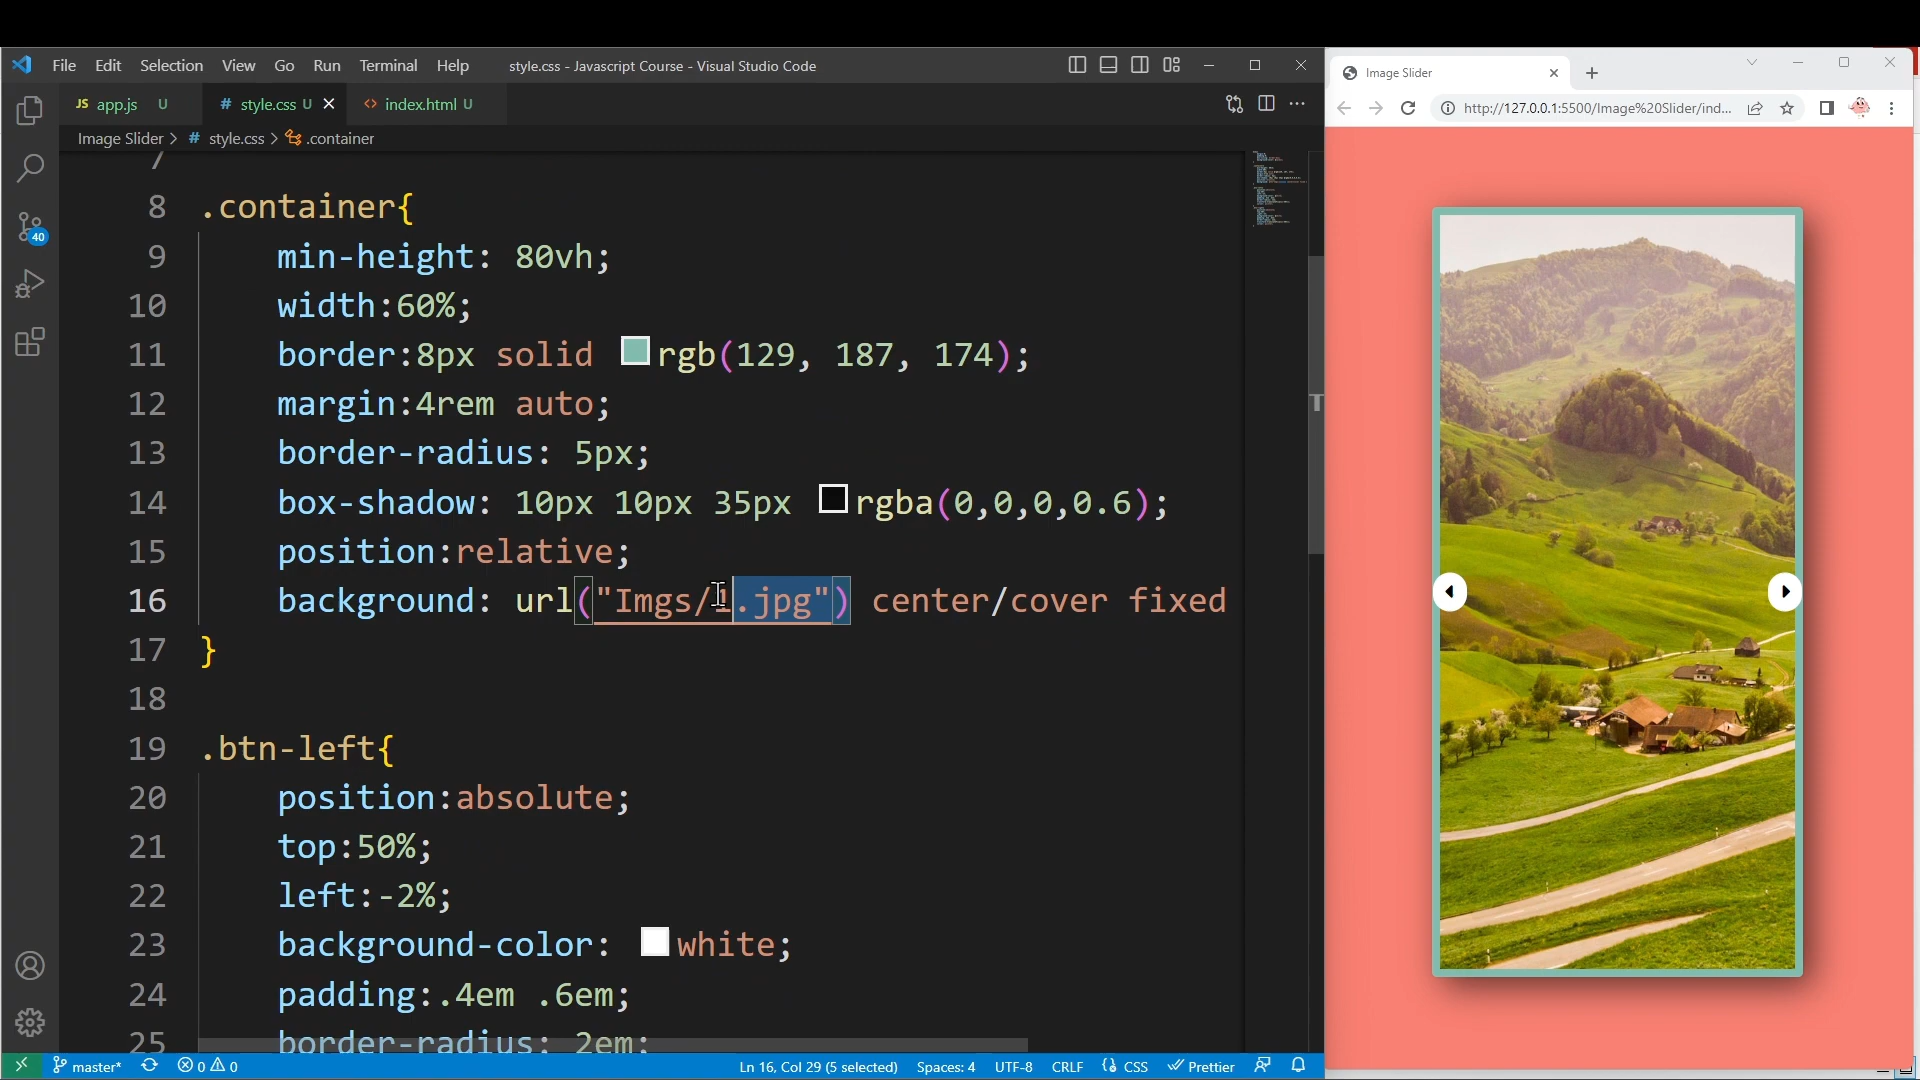 File Edit Selection View Go Run Terminal Help style.css - Javascript Course - Visual Studio Code
JS app.js U # style.css U <> index.html U
Image Slider > # style.css > .container
7
8 .container{
9 min-height: 80vh;
10 width:60%;
11 border:8px solid rgb(129, 187, 174);
12 margin:4rem auto;
13 border-radius: 5px;
14 box-shadow: 10px 10px 35px rgba(0,0,0,0.6);
15 position:relative;
16 background: url("Imgs/1.jpg") center/cover fixed
17 }
18
19 .btn-left{
20 position:absolute;
21 top:50%;
22 left:-2%;
23 background-color: white;
24 padding:.4em .6em;
25 border-radius: 2em;
40
master* 0 0 Ln 16, Col 29 (5 selected) Spaces: 4 UTF-8 CRLF {} CSS Prettier
Image Slider
http://127.0.0.1:5500/Image%20Slider/ind...